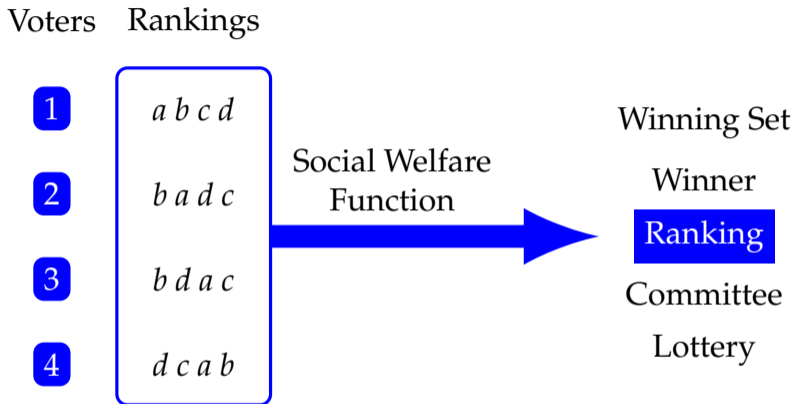 Voters Rankings
1 a b c d
2 b a d c
3 b d a c
4 d c a b
Social Welfare
Function
Winning Set
Winner
Ranking
Committee
Lottery